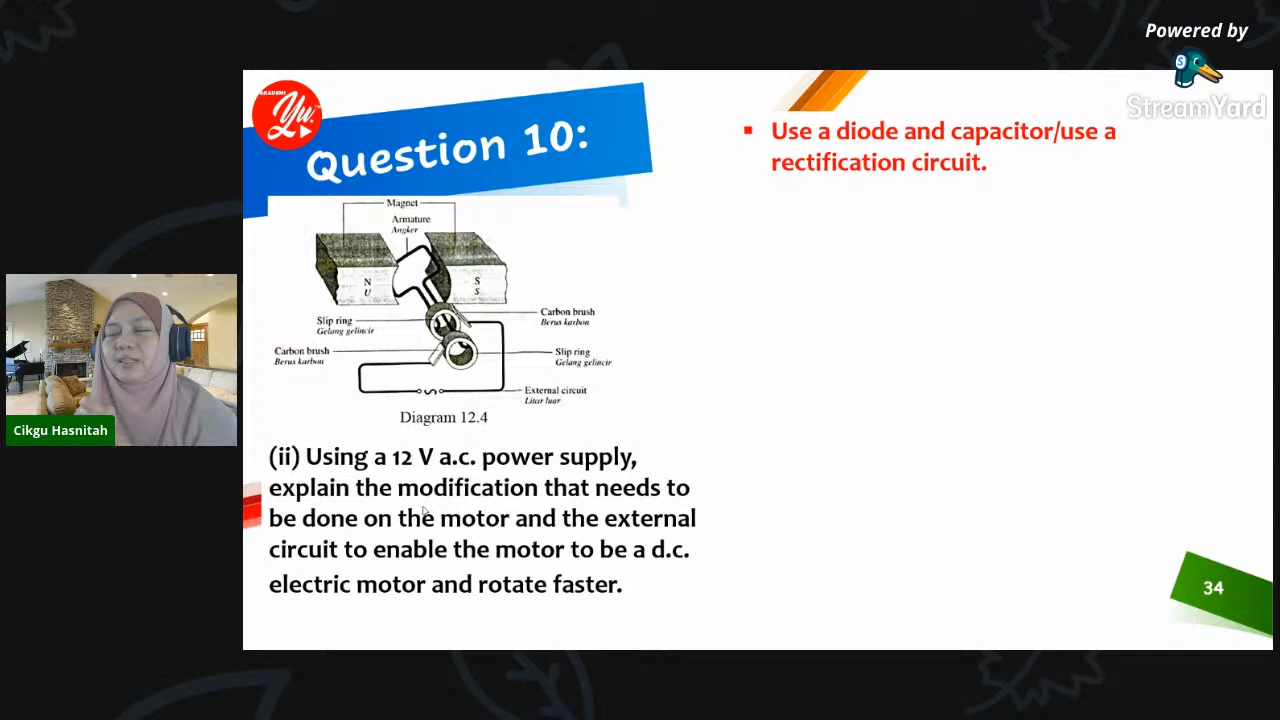 Powered by
StreamYard
AKADEMI
Yu
Question 10:
Use a diode and capacitor/use a
rectification circuit.
Magnet
Armature
Angker
N
U
S
S
Carbon brush
Berus karbon
Slip ring
Gelang gelincir
Carbon brush
Berus karbon
Slip ring
Gelang gelincir
External circuit
Litar luar
Diagram 12.4
Cikgu Hasnitah
(ii) Using a 12 V a.c. power supply,
explain the modification that needs to
be done on the motor and the external
circuit to enable the motor to be a d.c.
electric motor and rotate faster.
34